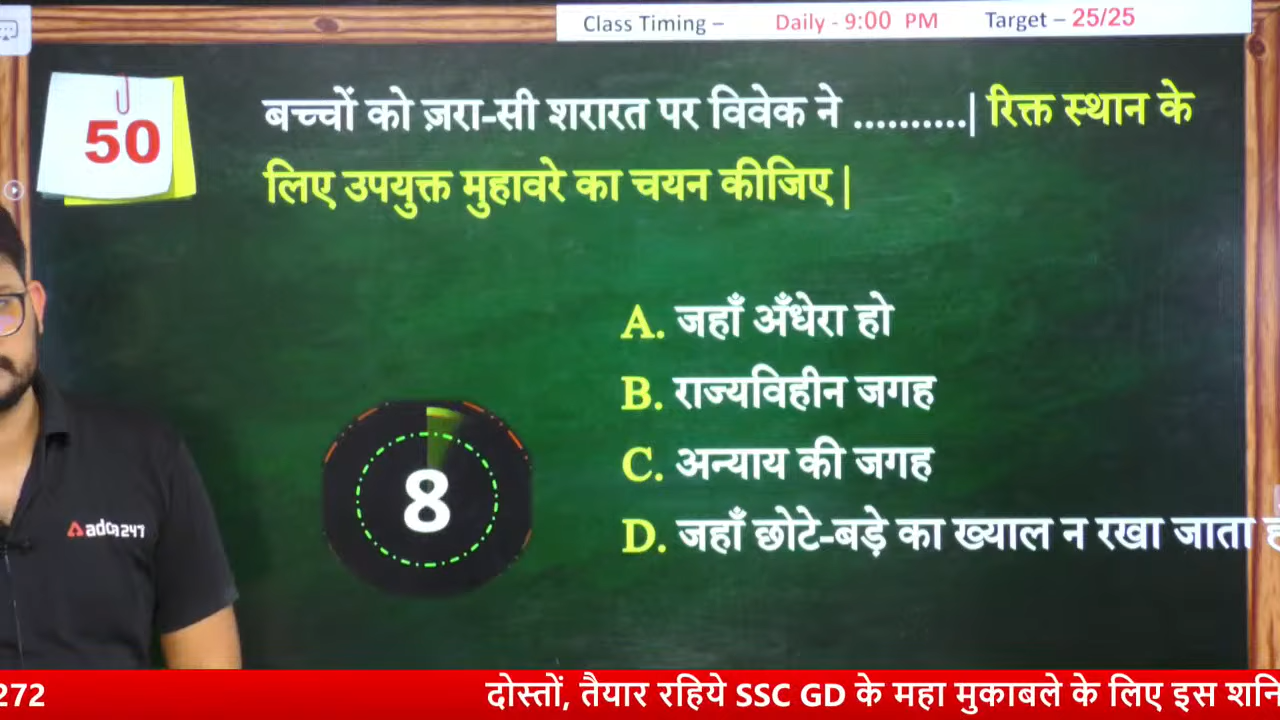 Class Timing – Daily - 9:00 PM Target – 25/25
50
बच्चों को ज़रा-सी शरारत पर विवेक ने ..........| रिक्त स्थान के
लिए उपयुक्त मुहावरे का चयन कीजिए |
A. जहाँ अँधेरा हो
B. राज्यविहीन जगह
C. अन्याय की जगह
D. जहाँ छोटे-बड़े का ख्याल न रखा जाता
8
adda247
272
दोस्तों, तैयार रहिये SSC GD के महा मुकाबले के लिए इस